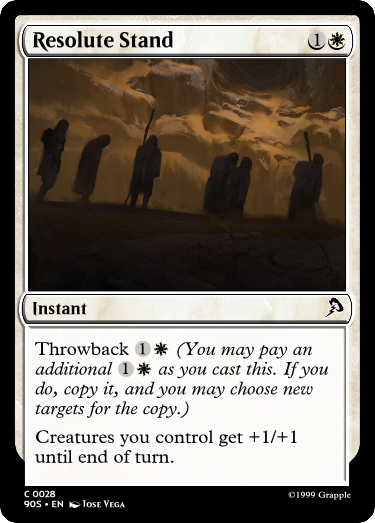 Resolute Stand 1
Instant
Throwback 1 (You may pay an
additional 1 as you cast this. If you
do, copy it, and you may choose new
targets for the copy.)
Creatures you control get +1/+1
until end of turn.
C 0028
90S • EN Jose Vega
©1999 Grapple